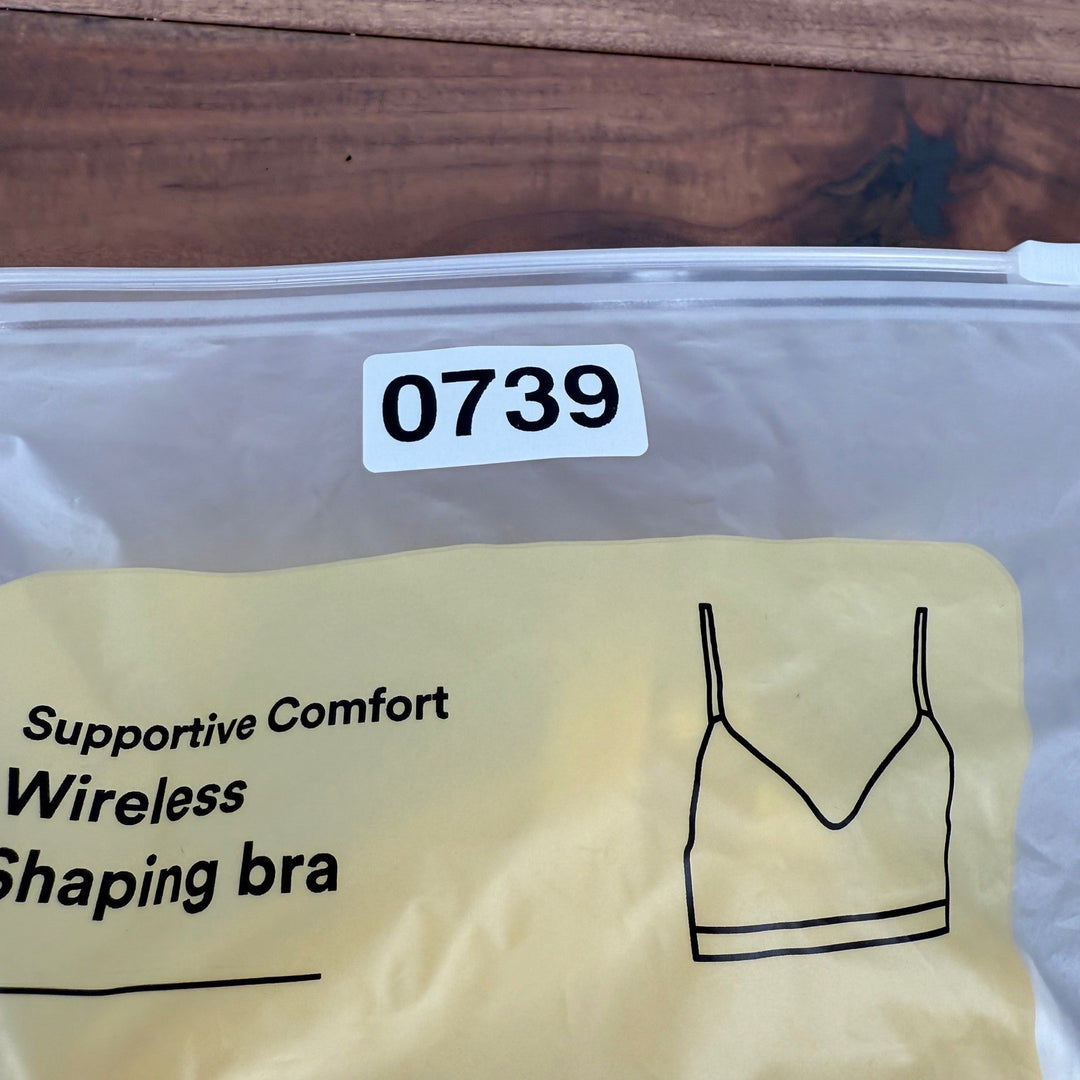 0739
Supportive Comfort
Wireless
Shaping bra